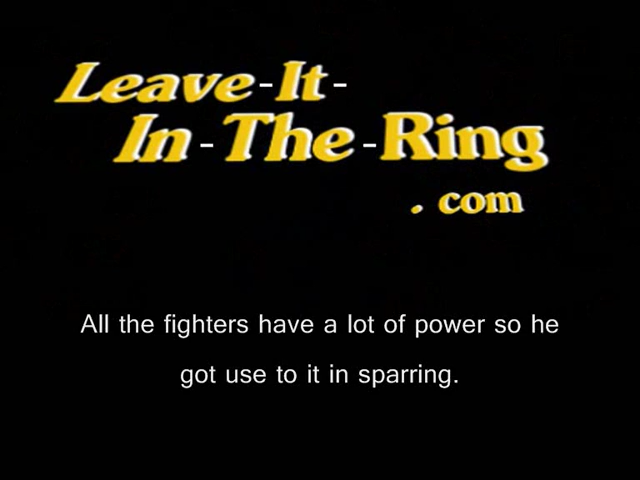 Leave-It-
In-The-Ring
.com
All the fighters have a lot of power so he
got use to it in sparring.